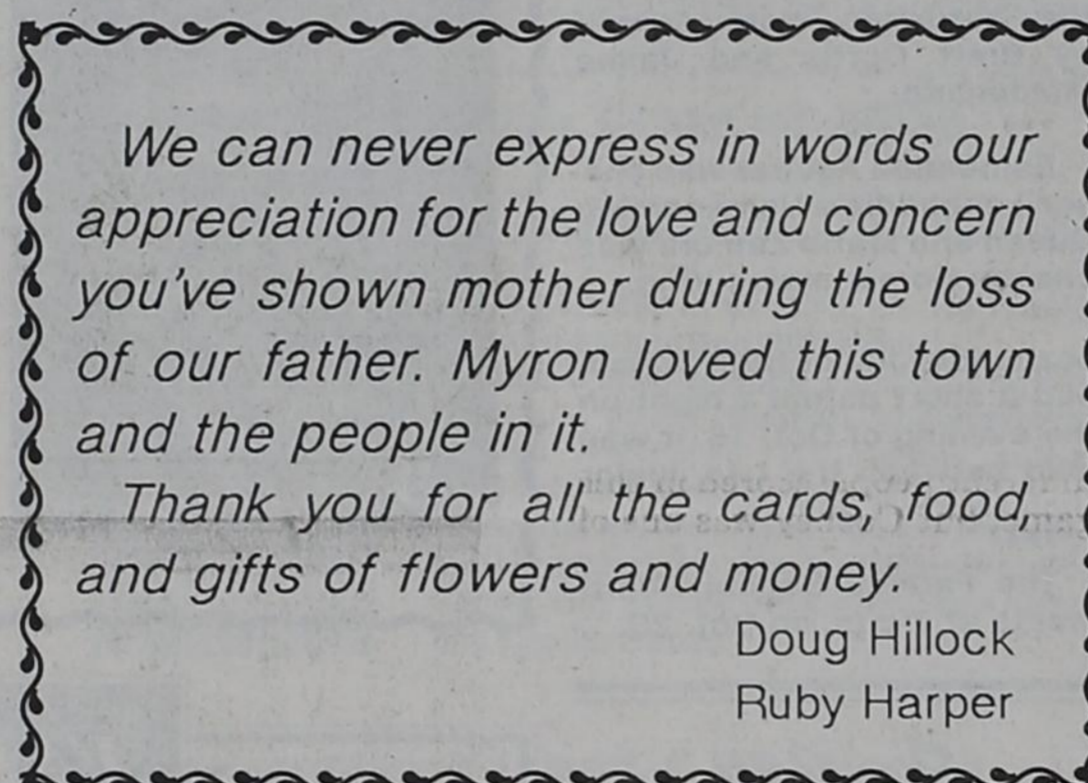 We can never express in words our
appreciation for the love and concern
you've shown mother during the loss
of our father. Myron loved this town
and the people in it.
Thank you for all the cards, food,
and gifts of flowers and money.
Doug Hillock
Ruby Harper